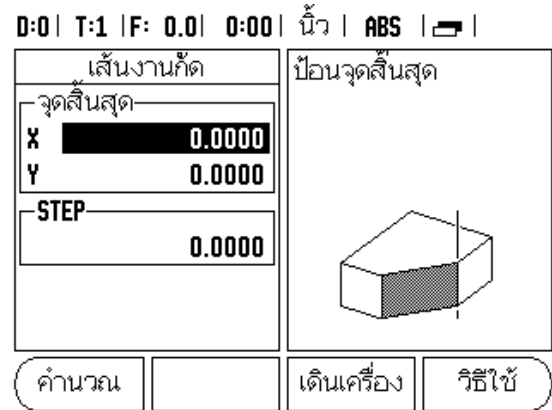 D:0 | T:1 | F: 0.0 | 0:00 | นิ้ว | ABS |
เส้นงานกัด
จุดสิ้นสุด
X 0.0000
Y 0.0000
STEP
0.0000
ป้อนจุดสิ้นสุด
คำนวณ
เดินเครื่อง
วิธีใช้